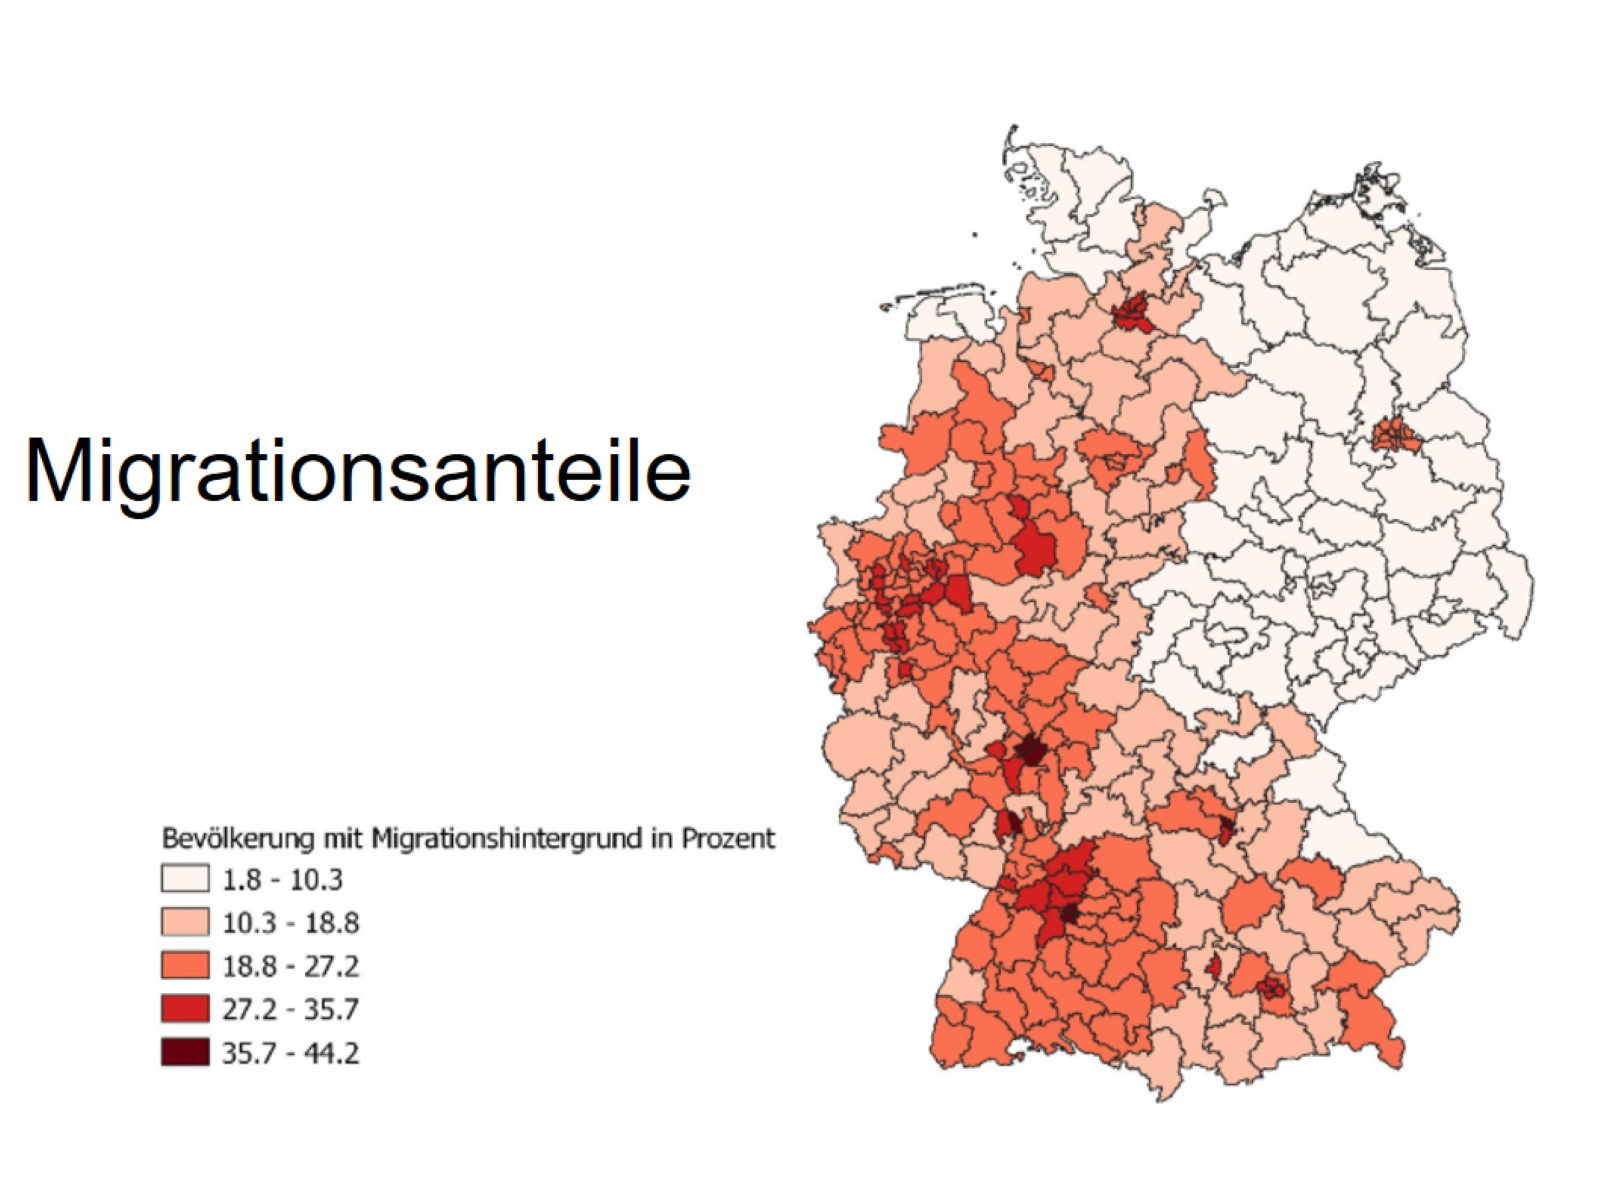 Migrationsanteile
Bevölkerung mit Migrationshintergrund in Prozent
1.8 - 10.3
10.3 - 18.8
18.8 - 27.2
27.2 - 35.7
35.7 - 44.2